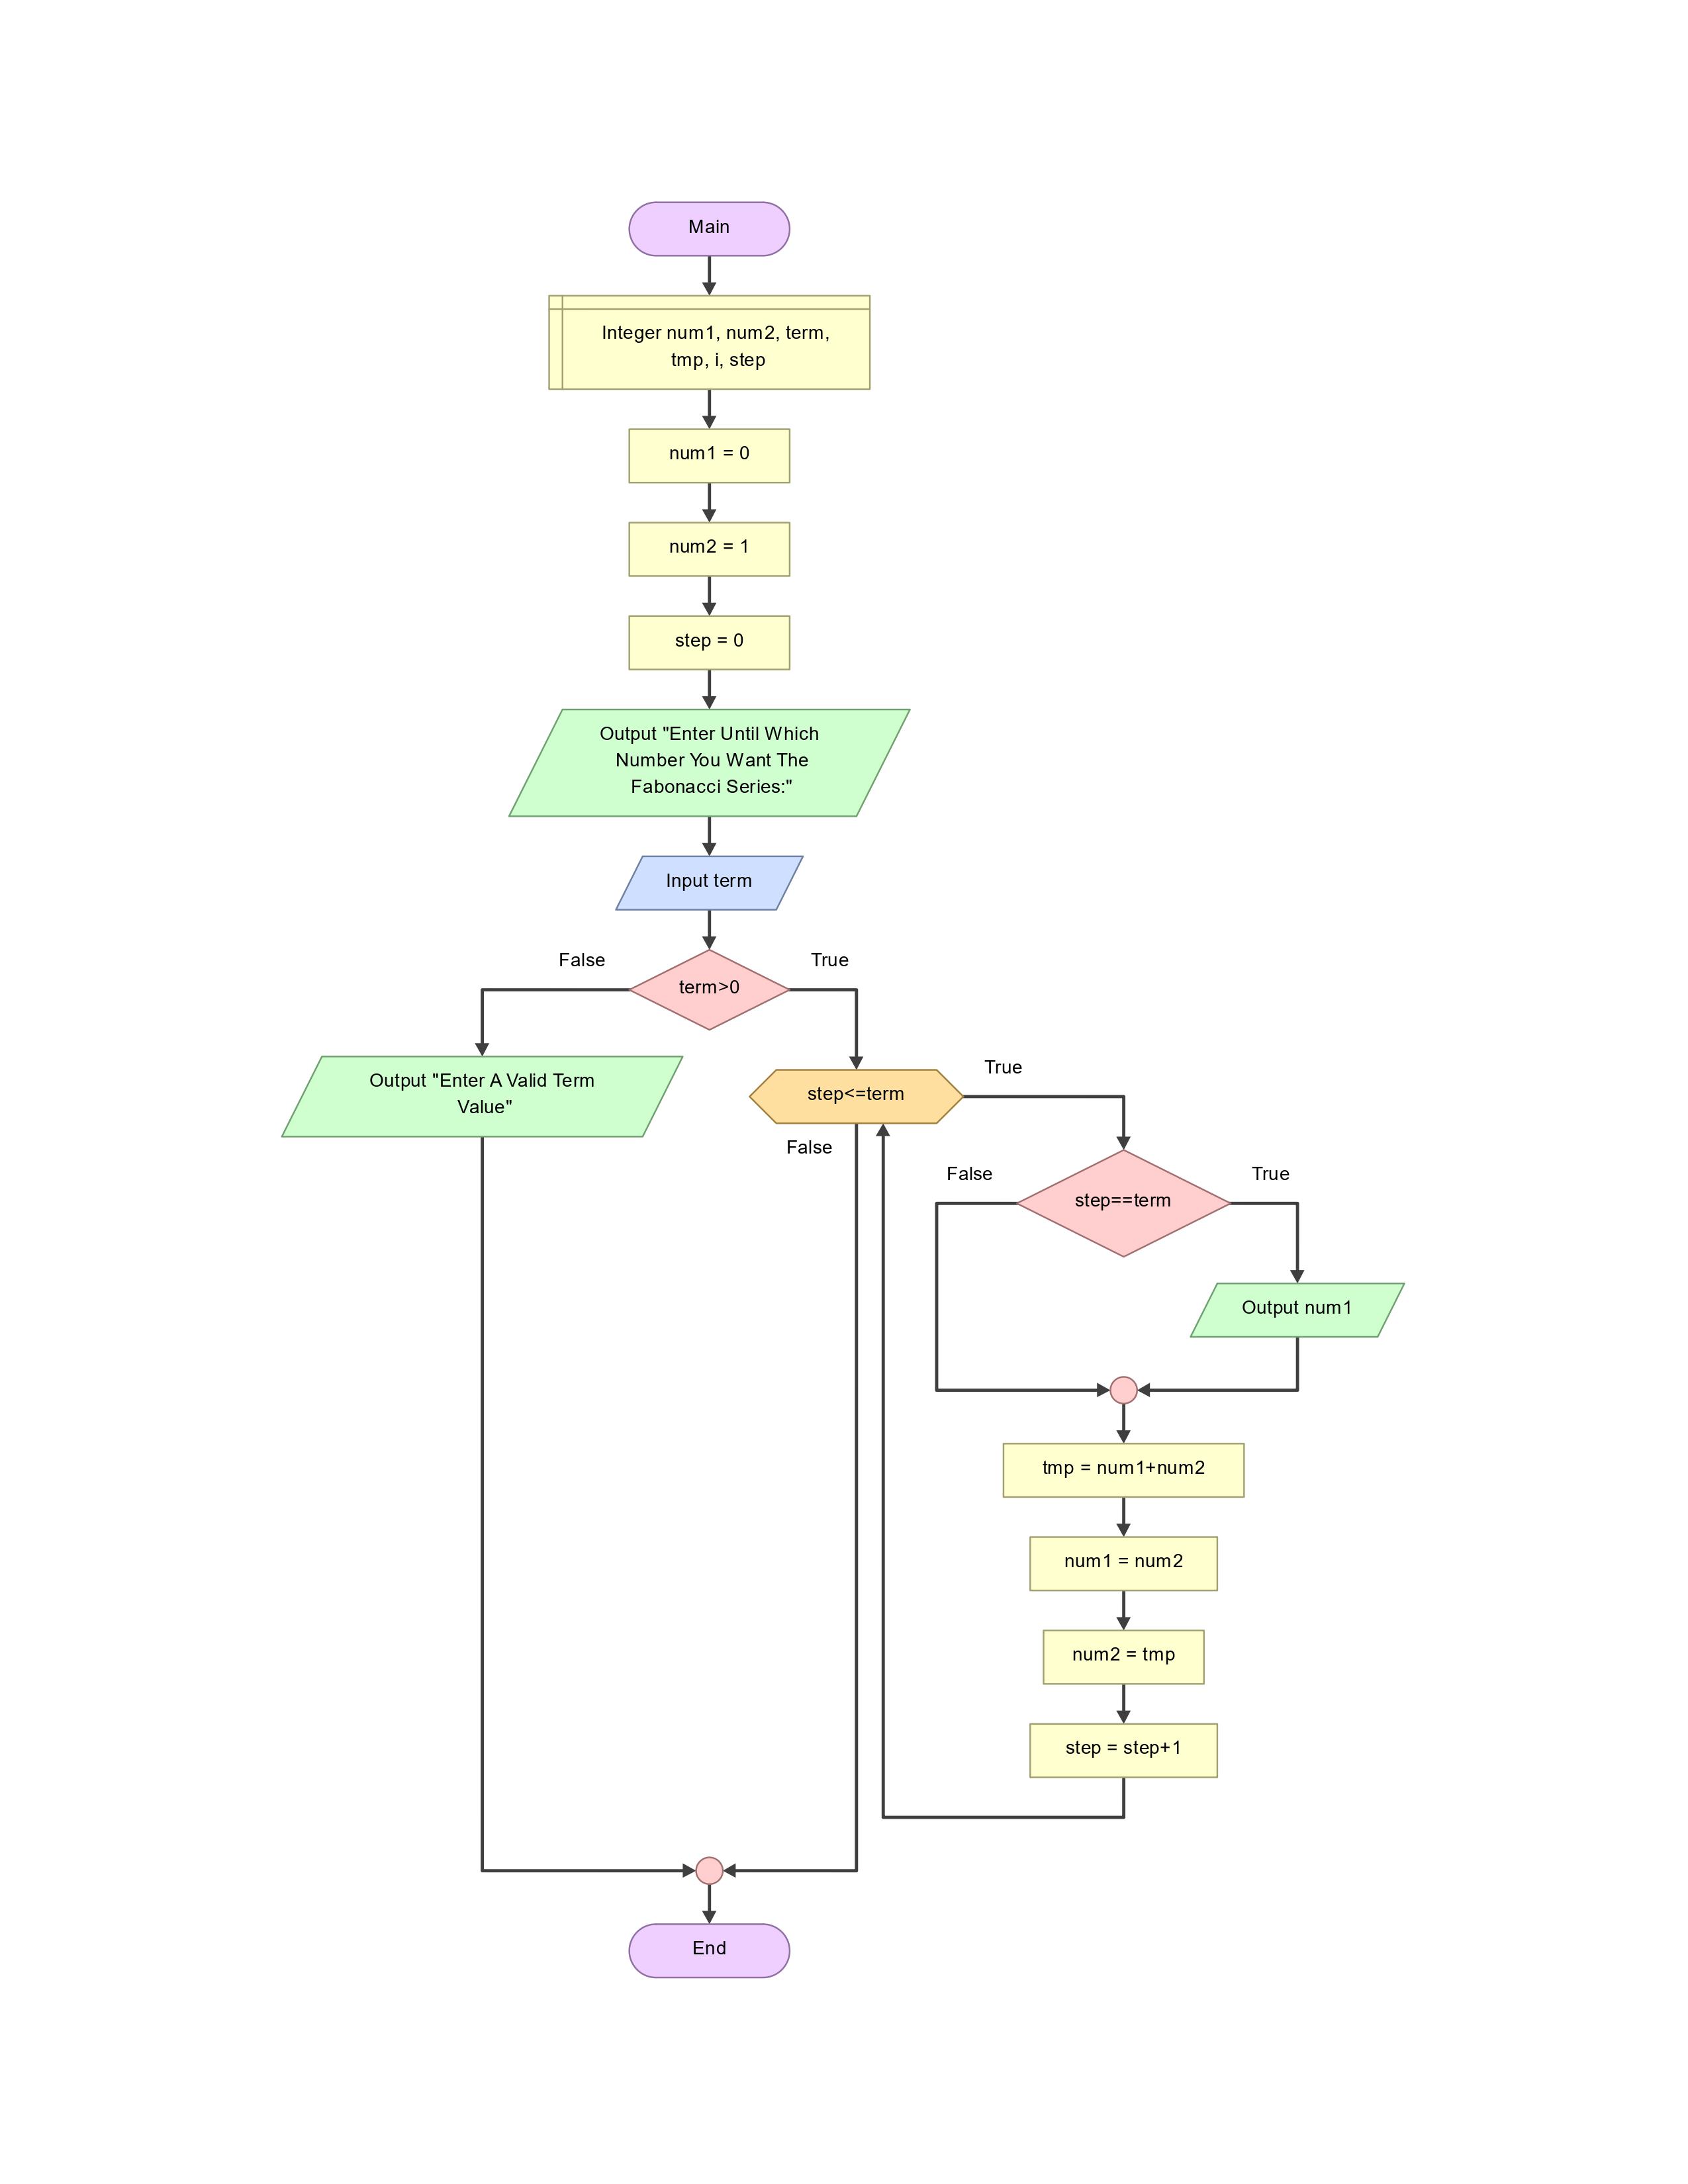 Main
Integer num1, num2, term,
tmp, i, step
num1 = 0
num2 = 1
step = 0
Output "Enter Until Which
Number You Want The
Fabonacci Series:"
Input term
False
True
term>0
Output "Enter A Valid Term
Value"
step<=term
True
False
False
True
step==term
Output num1
tmp = num1+num2
num1 = num2
num2 = tmp
step = step+1
End